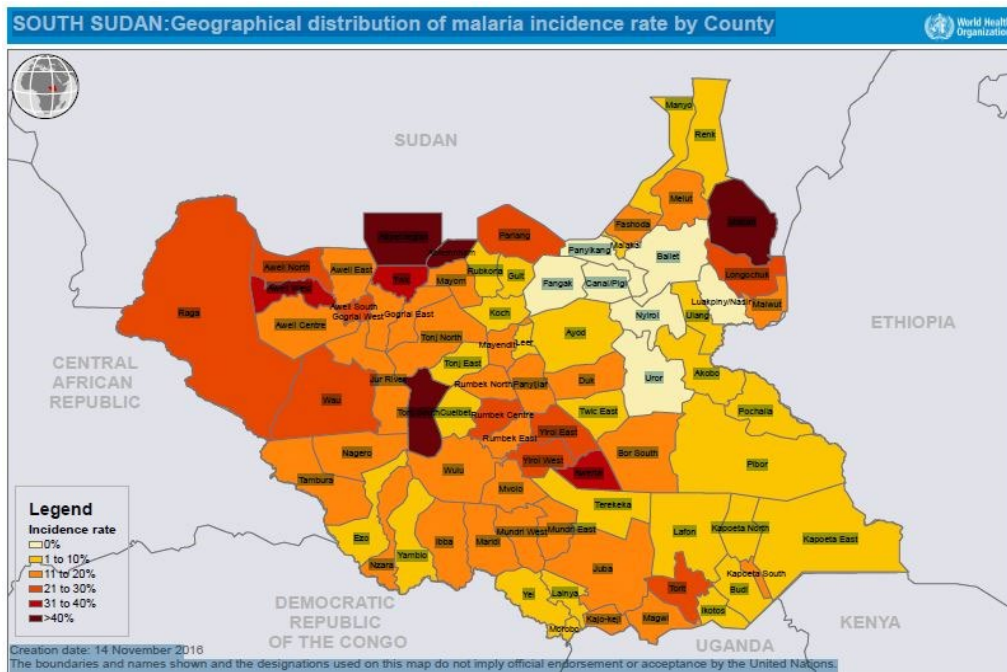 SOUTH SUDAN:Geographical distribution of malaria incidence rate by County
World Health
Organization
SUDAN
Manyo
Renk
Melut
Fashoda
Malakal
Panyikang
Baliet
Pariang
Longochuk
Maiwut
Luakpiny/Nasir
Ulang
Nyirol
Canal/Pigi
Fangak
Aweil North
Aweil East
Twic
Mayom
Rubkona
Guit
Aweil South
Gogrial West
Gogrial East
Koch
Raga
Aweil Centre
Tonj North
Mayendit
Leer
Ayod
ETHIOPIA
CENTRAL
AFRICAN
REPUBLIC
Tonj East
Uror
Akobo
Jur River
Rumbek North
Panyijiar
Duk
Wau
Cueibet
Rumbek Centre
Twic East
Pochalla
Rumbek East
Yirol East
Nagero
Wulu
Yirol West
Bor South
Pibor
Tambura
Mvolo
Terekeka
Mundri West
Mundri East
Lafon
Kapoeta North
Kapoeta East
Ezo
Yambio
Ibba
Maridi
Nzara
Juba
Kapoeta South
Torit
Budi
Yei
Lainya
Ikotos
Morobo
Kajo-keji
Magwi
DEMOCRATIC
REPUBLIC
OF THE CONGO
UGANDA
KENYA
Legend
Incidence rate
0%
1 to 10%
11 to 20%
21 to 30%
31 to 40%
>40%
Creation date: 14 November 2016
The boundaries and names shown and the designations used on this map do not imply official endorsement or acceptance by the United Nations.